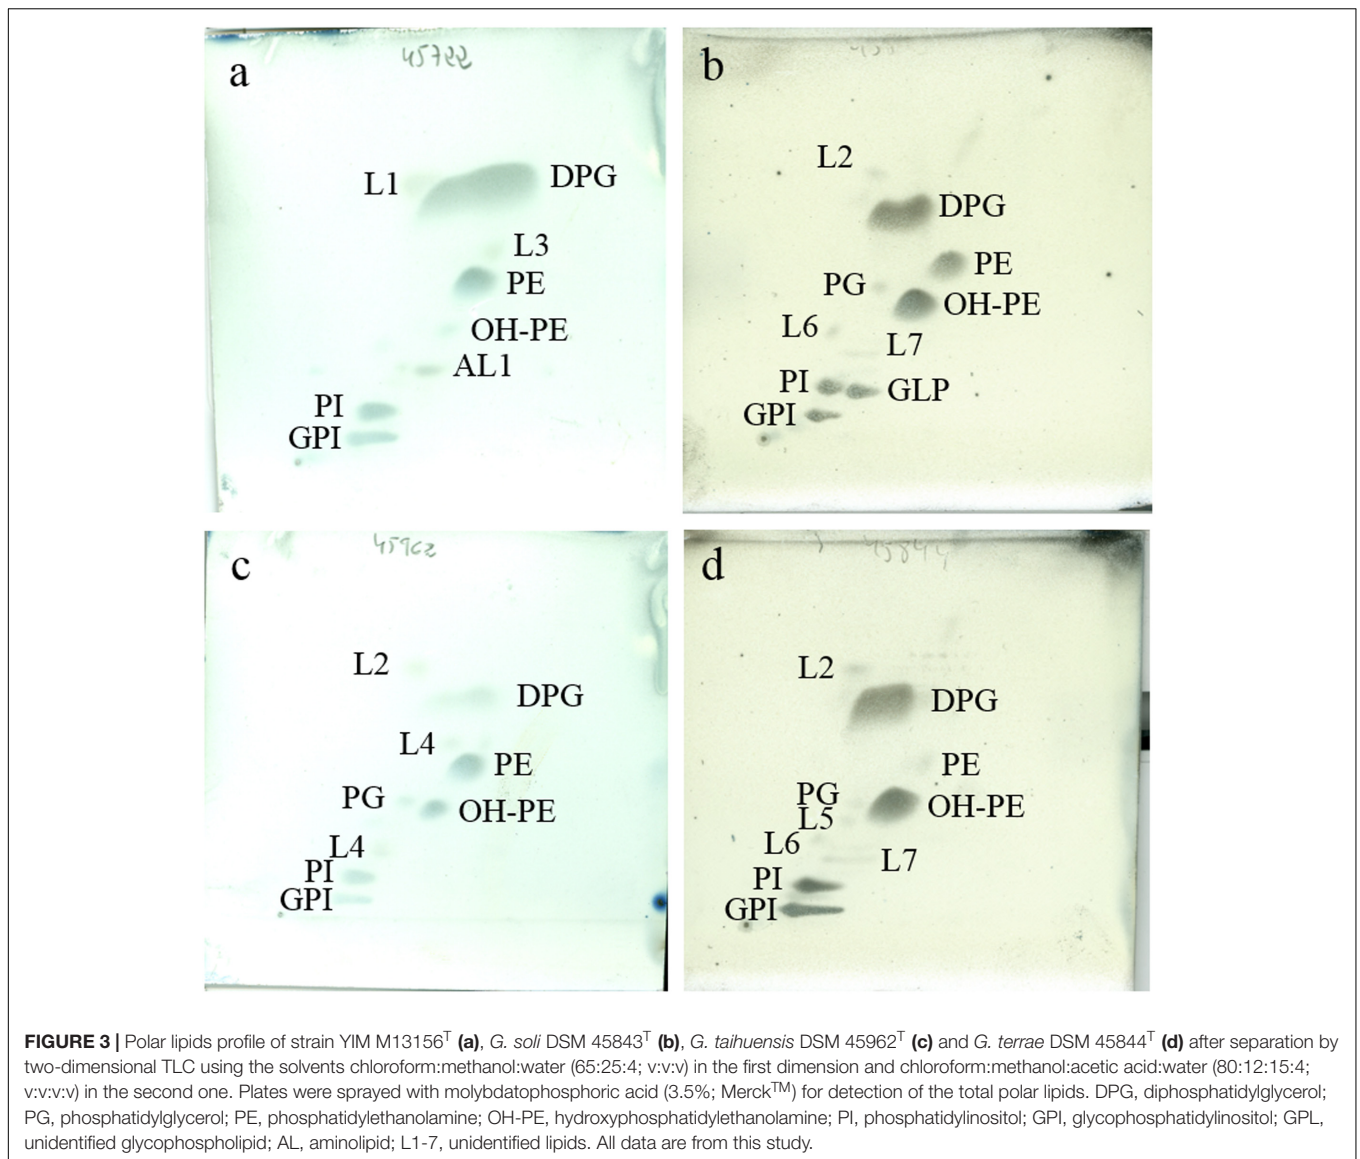 a
45722
L1
DPG
L3
PE
OH-PE
AL1
PI
GPI
b
L2
DPG
PE
PG
OH-PE
L6
L7
PI
GLP
GPI
c
45962
L2
DPG
L4
PE
PG
OH-PE
L4
PI
GPI
d
45844
L2
DPG
PE
PG
OH-PE
L5
L6
L7
PI
GPI
FIGURE 3 | Polar lipids profile of strain YIM M13156T (a), G. soli DSM 45843T (b), G. taihuensis DSM 45962T (c) and G. terrae DSM 45844T (d) after separation by
two-dimensional TLC using the solvents chloroform:methanol:water (65:25:4; v:v:v) in the first dimension and chloroform:methanol:acetic acid:water (80:12:15:4;
v:v:v:v) in the second one. Plates were sprayed with molybdatophosphoric acid (3.5%; Merck™) for detection of the total polar lipids. DPG, diphosphatidylglycerol;
PG, phosphatidylglycerol; PE, phosphatidylethanolamine; OH-PE, hydroxyphosphatidylethanolamine; PI, phosphatidylinositol; GPI, glycophosphatidylinositol; GPL,
unidentified glycophospholipid; AL, aminolipid; L1-7, unidentified lipids. All data are from this study.